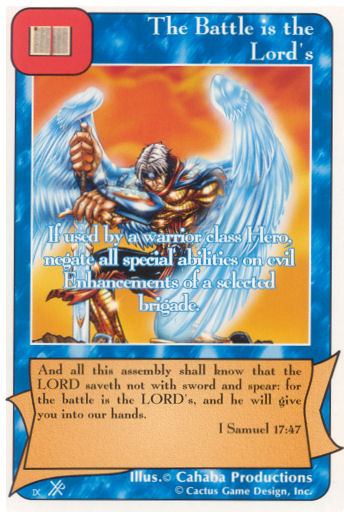 The Battle is the
Lord's
If used by a warrior class Hero,
negate all special abilities on evil
Enhancements of a selected
brigade.
And all this assembly shall know that the
LORD saveth not with sword and spear: for
the battle is the LORD's, and he will give
you into our hands.
I Samuel 17:47
Illus.© Cahaba Productions
© Cactus Game Design, Inc.